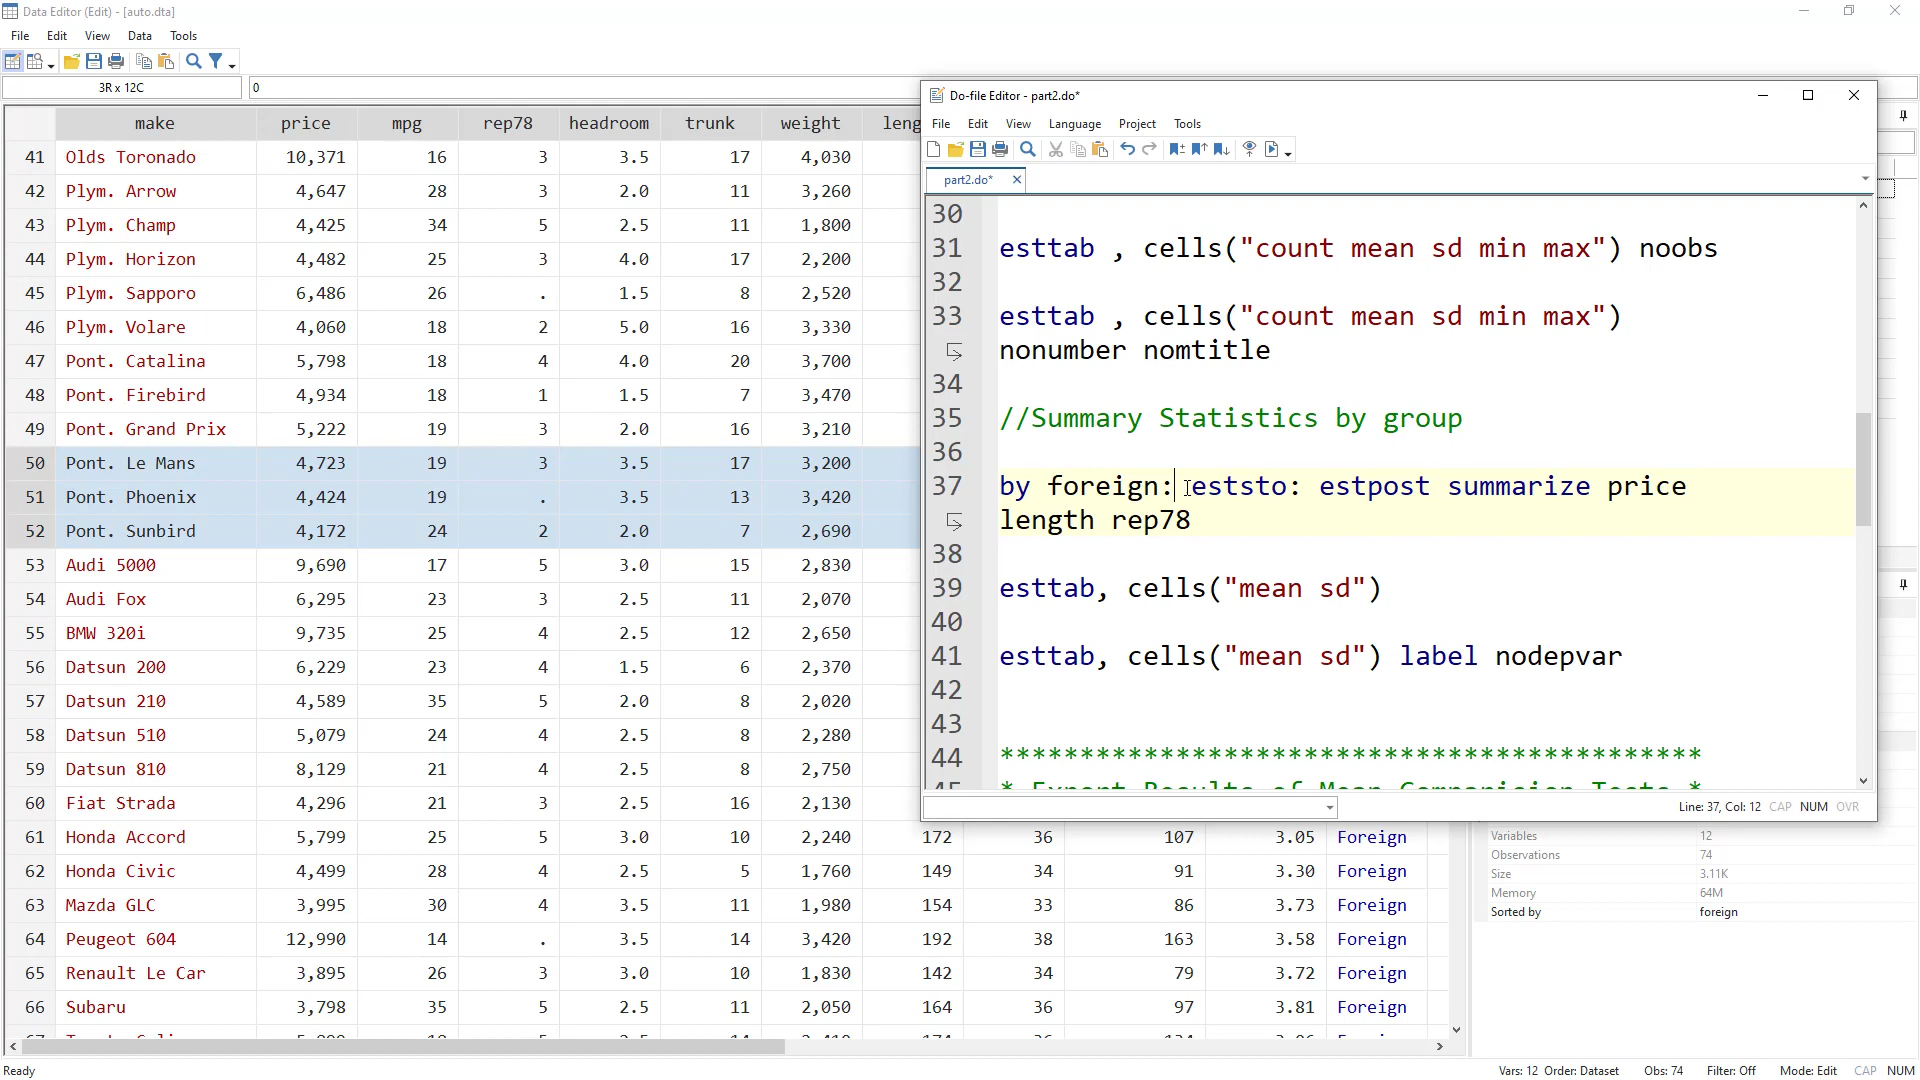 Data Editor (Edit) - [auto.dta]
File Edit View Data Tools
3R x 12C 0
make price mpg rep78 headroom trunk weight leng
41 Olds Toronado 10,371 16 3 3.5 17 4,030
42 Plym. Arrow 4,647 28 3 2.0 11 3,260
43 Plym. Champ 4,425 34 5 2.5 11 1,800
44 Plym. Horizon 4,482 25 3 4.0 17 2,200
45 Plym. Sapporo 6,486 26 . 1.5 8 2,520
46 Plym. Volare 4,060 18 2 5.0 16 3,330
47 Pont. Catalina 5,798 18 4 4.0 20 3,700
48 Pont. Firebird 4,934 18 1 1.5 7 3,470
49 Pont. Grand Prix 5,222 19 3 2.0 16 3,210
50 Pont. Le Mans 4,723 19 3 3.5 17 3,200
51 Pont. Phoenix 4,424 19 . 3.5 13 3,420
52 Pont. Sunbird 4,172 24 2 2.0 7 2,690
53 Audi 5000 9,690 17 5 3.0 15 2,830
54 Audi Fox 6,295 23 3 2.5 11 2,070
55 BMW 320i 9,735 25 4 2.5 12 2,650
56 Datsun 200 6,229 23 4 1.5 6 2,370
57 Datsun 210 4,589 35 5 2.0 8 2,020
58 Datsun 510 5,079 24 4 2.5 8 2,280
59 Datsun 810 8,129 21 4 2.5 8 2,750
60 Fiat Strada 4,296 21 3 2.5 16 2,130
61 Honda Accord 5,799 25 5 3.0 10 2,240 172 36 107 3.05 Foreign
62 Honda Civic 4,499 28 4 2.5 5 1,760 149 34 91 3.30 Foreign
63 Mazda GLC 3,995 30 4 3.5 11 1,980 154 33 86 3.73 Foreign
64 Peugeot 604 12,990 14 . 3.5 14 3,420 192 38 163 3.58 Foreign
65 Renault Le Car 3,895 26 3 3.0 10 1,830 142 34 79 3.72 Foreign
66 Subaru 3,798 35 5 2.5 11 2,050 164 36 97 3.81 Foreign
Do-file Editor - part2.do*
File Edit View Language Project Tools
part2.do*
30
31 esttab , cells("count mean sd min max") noobs
32
33 esttab , cells("count mean sd min max")
nonumber nomtitle
34
35 //Summary Statistics by group
36
37 by foreign: eststo: estpost summarize price
length rep78
38
39 esttab, cells("mean sd")
40
41 esttab, cells("mean sd") label nodepvar
42
43
44 ********************************************
Line: 37, Col: 12 CAP NUM OVR
Variables 12
Observations 74
Size 3.11K
Memory 64M
Sorted by foreign
Ready Vars: 12 Order: Dataset Obs: 74 Filter: Off Mode: Edit CAP NUM